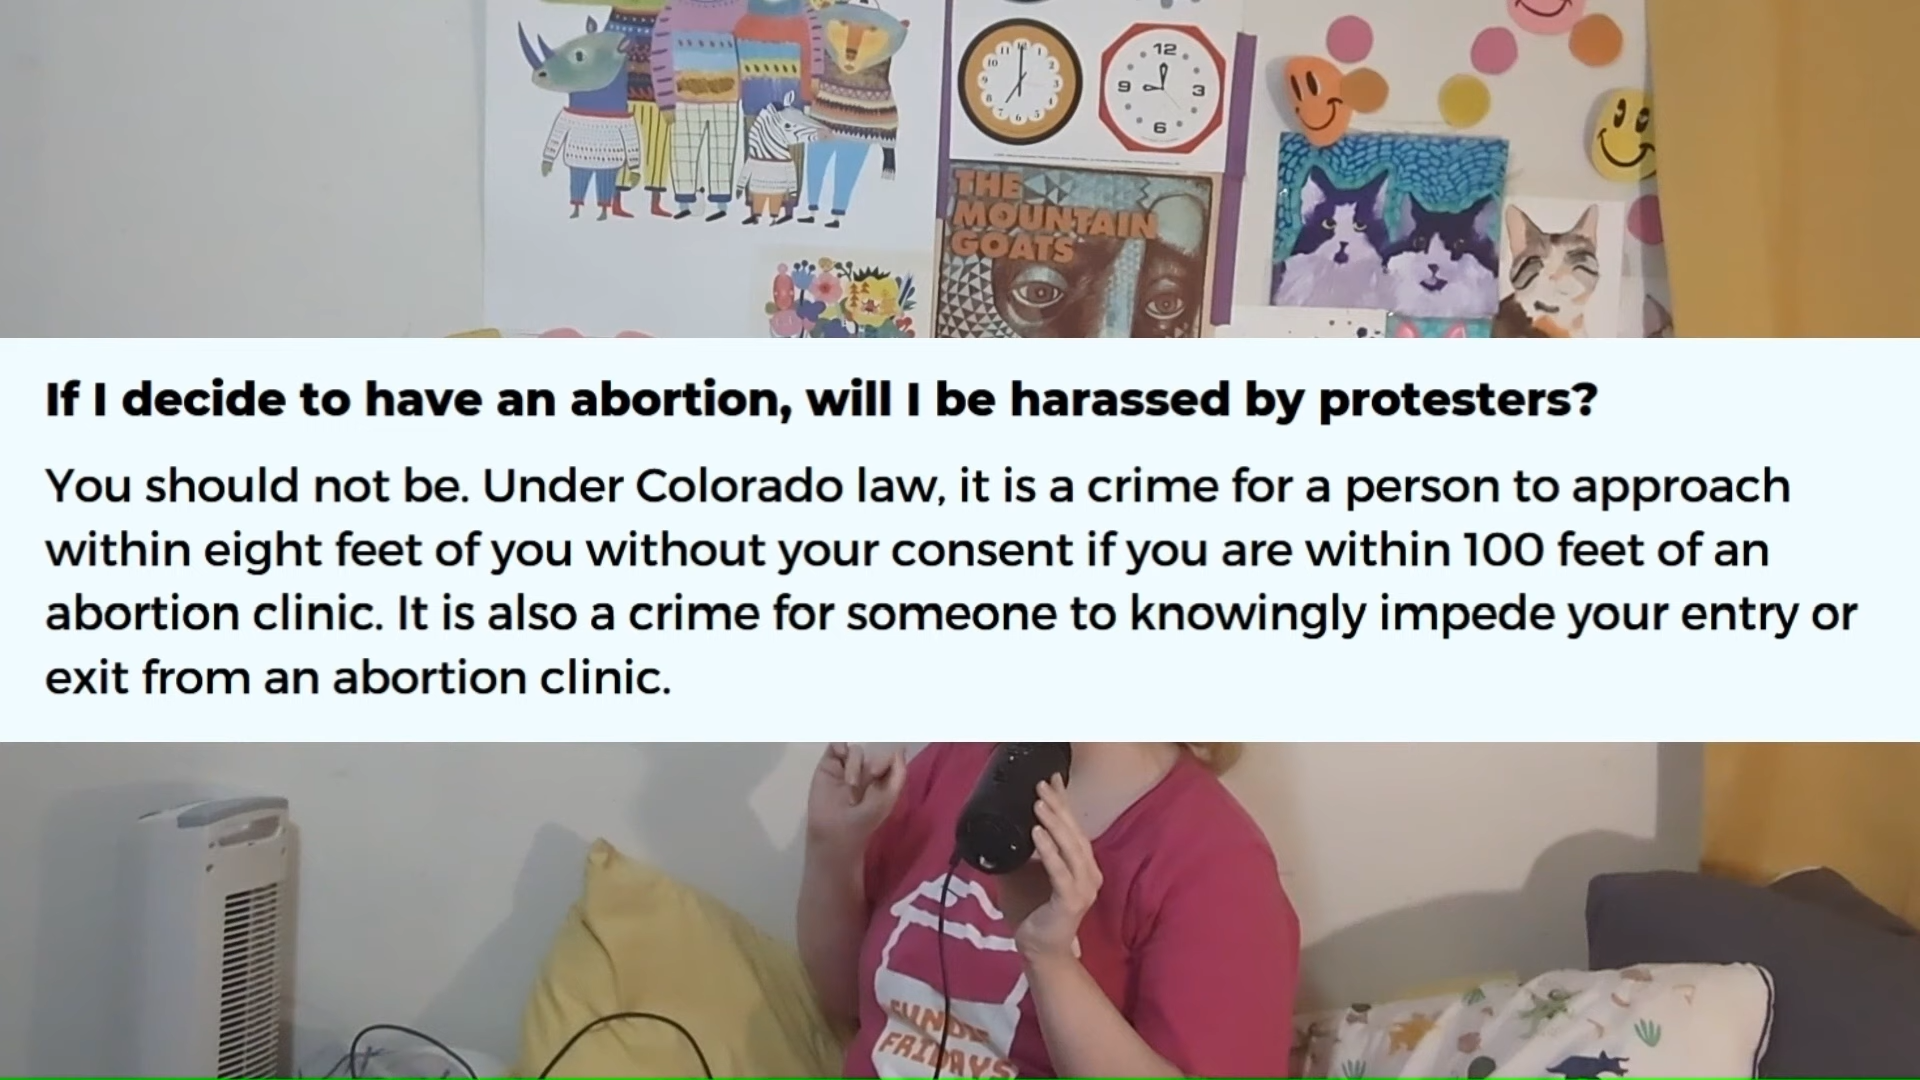 12
9 3
6
THE
MOUNTAIN
GOATS
If I decide to have an abortion, will I be harassed by protesters?
You should not be. Under Colorado law, it is a crime for a person to approach
within eight feet of you without your consent if you are within 100 feet of an
abortion clinic. It is also a crime for someone to knowingly impede your entry or
exit from an abortion clinic.
FRIDAYS